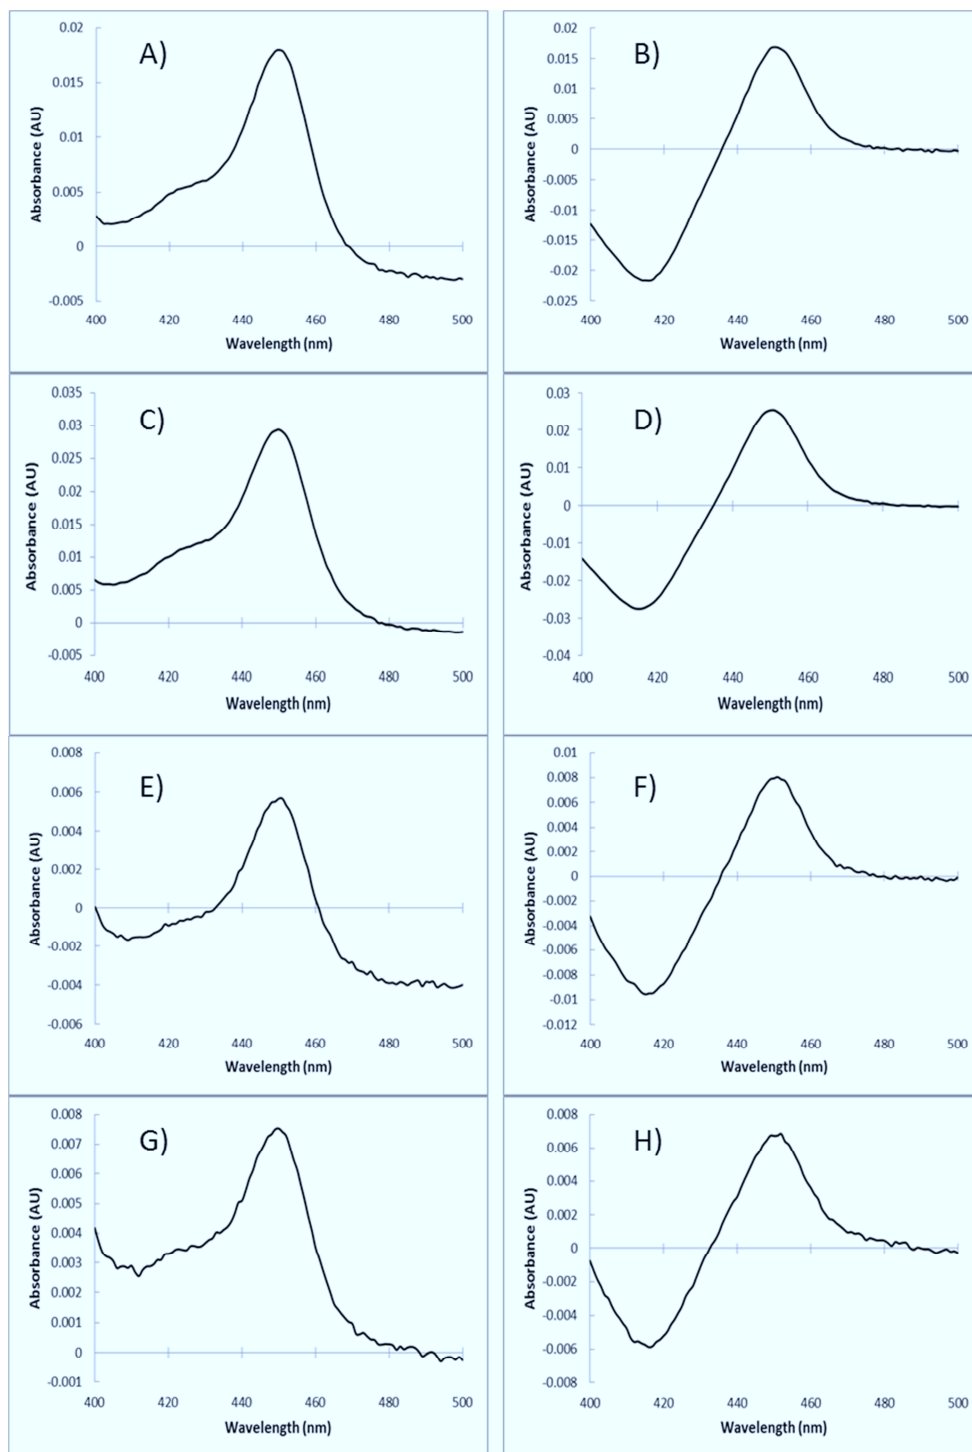 A)
Absorbance (AU)
0.02
0.015
0.01
0.005
0
-0.005
400 420 440 460 480 500
Wavelength (nm)
B)
Absorbance (AU)
0.02
0.015
0.01
0.005
0
-0.005
-0.01
-0.015
-0.02
-0.025
400 420 440 460 480 500
Wavelength (nm)
C)
Absorbance (AU)
0.035
0.03
0.025
0.02
0.015
0.01
0.005
0
-0.005
400 420 440 460 480 500
Wavelength (nm)
D)
Absorbance (AU)
0.03
0.02
0.01
0
-0.01
-0.02
-0.03
-0.04
400 420 440 460 480 500
Wavelength (nm)
E)
Absorbance (AU)
0.008
0.006
0.004
0.002
0
-0.002
-0.004
-0.006
400 420 440 460 480 500
Wavelength (nm)
F)
Absorbance (AU)
0.01
0.008
0.006
0.004
0.002
0
-0.002
-0.004
-0.006
-0.008
-0.01
-0.012
400 420 440 460 480 500
Wavelength (nm)
G)
Absorbance (AU)
0.008
0.007
0.006
0.005
0.004
0.003
0.002
0.001
0
-0.001
400 420 440 460 480 500
Wavelength (nm)
H)
Absorbance (AU)
0.008
0.006
0.004
0.002
0
-0.002
-0.004
-0.006
-0.008
400 420 440 460 480 500
Wavelength (nm)